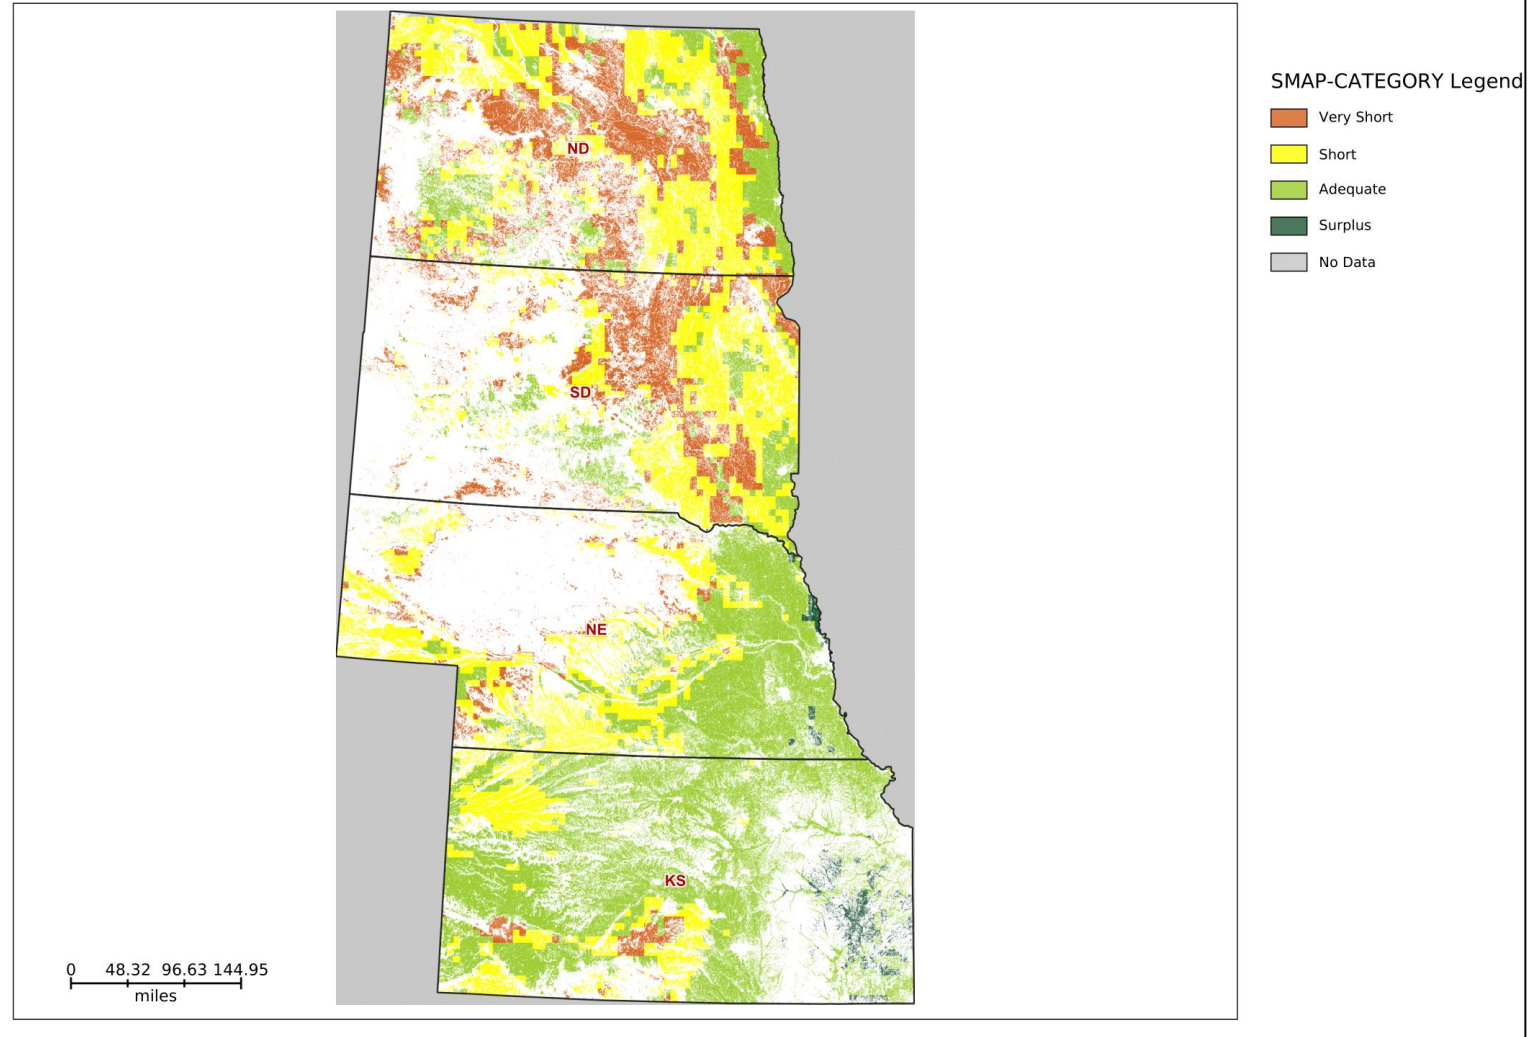 SMAP-CATEGORY Legend
Very Short
Short
Adequate
Surplus
No Data
ND
SD
NE
KS
0 48.32 96.63 144.95
miles